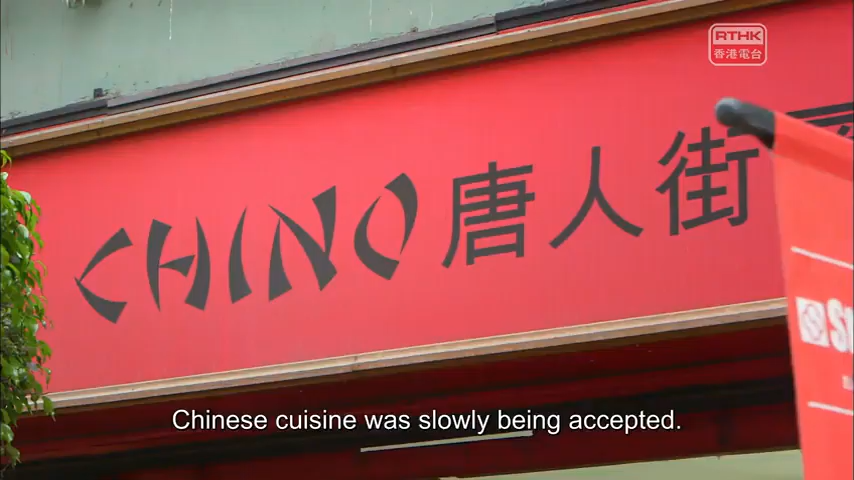 RTHK
香港電台
CHINO 唐人街
Chinese cuisine was slowly being accepted.